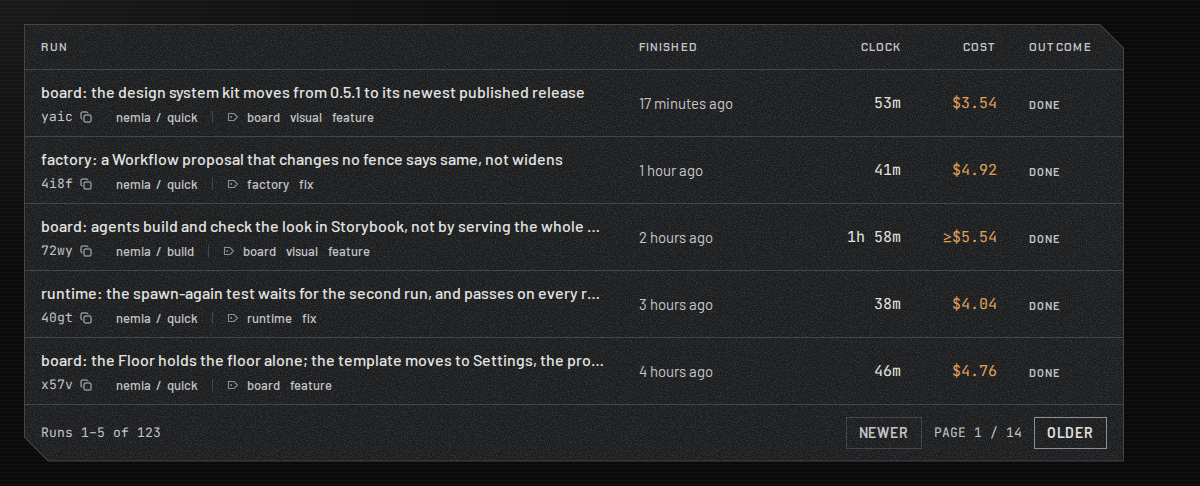 RUN FINISHED CLOCK COST OUTCOME
board: the design system kit moves from 0.5.1 to its newest published release
yaic nemia / quick board visual feature
17 minutes ago 53m $3.54 DONE
factory: a Workflow proposal that changes no fence says same, not widens
4i8f nemia / quick factory fix
1 hour ago 41m $4.92 DONE
board: agents build and check the look in Storybook, not by serving the whole ...
72wy nemia / build board visual feature
2 hours ago 1h 58m ≥$5.54 DONE
runtime: the spawn-again test waits for the second run, and passes on every r...
40gt nemia / quick runtime fix
3 hours ago 38m $4.04 DONE
board: the Floor holds the floor alone; the template moves to Settings, the pro...
x57v nemia / quick board feature
4 hours ago 46m $4.76 DONE
Runs 1–5 of 123 NEWER PAGE 1 / 14 OLDER